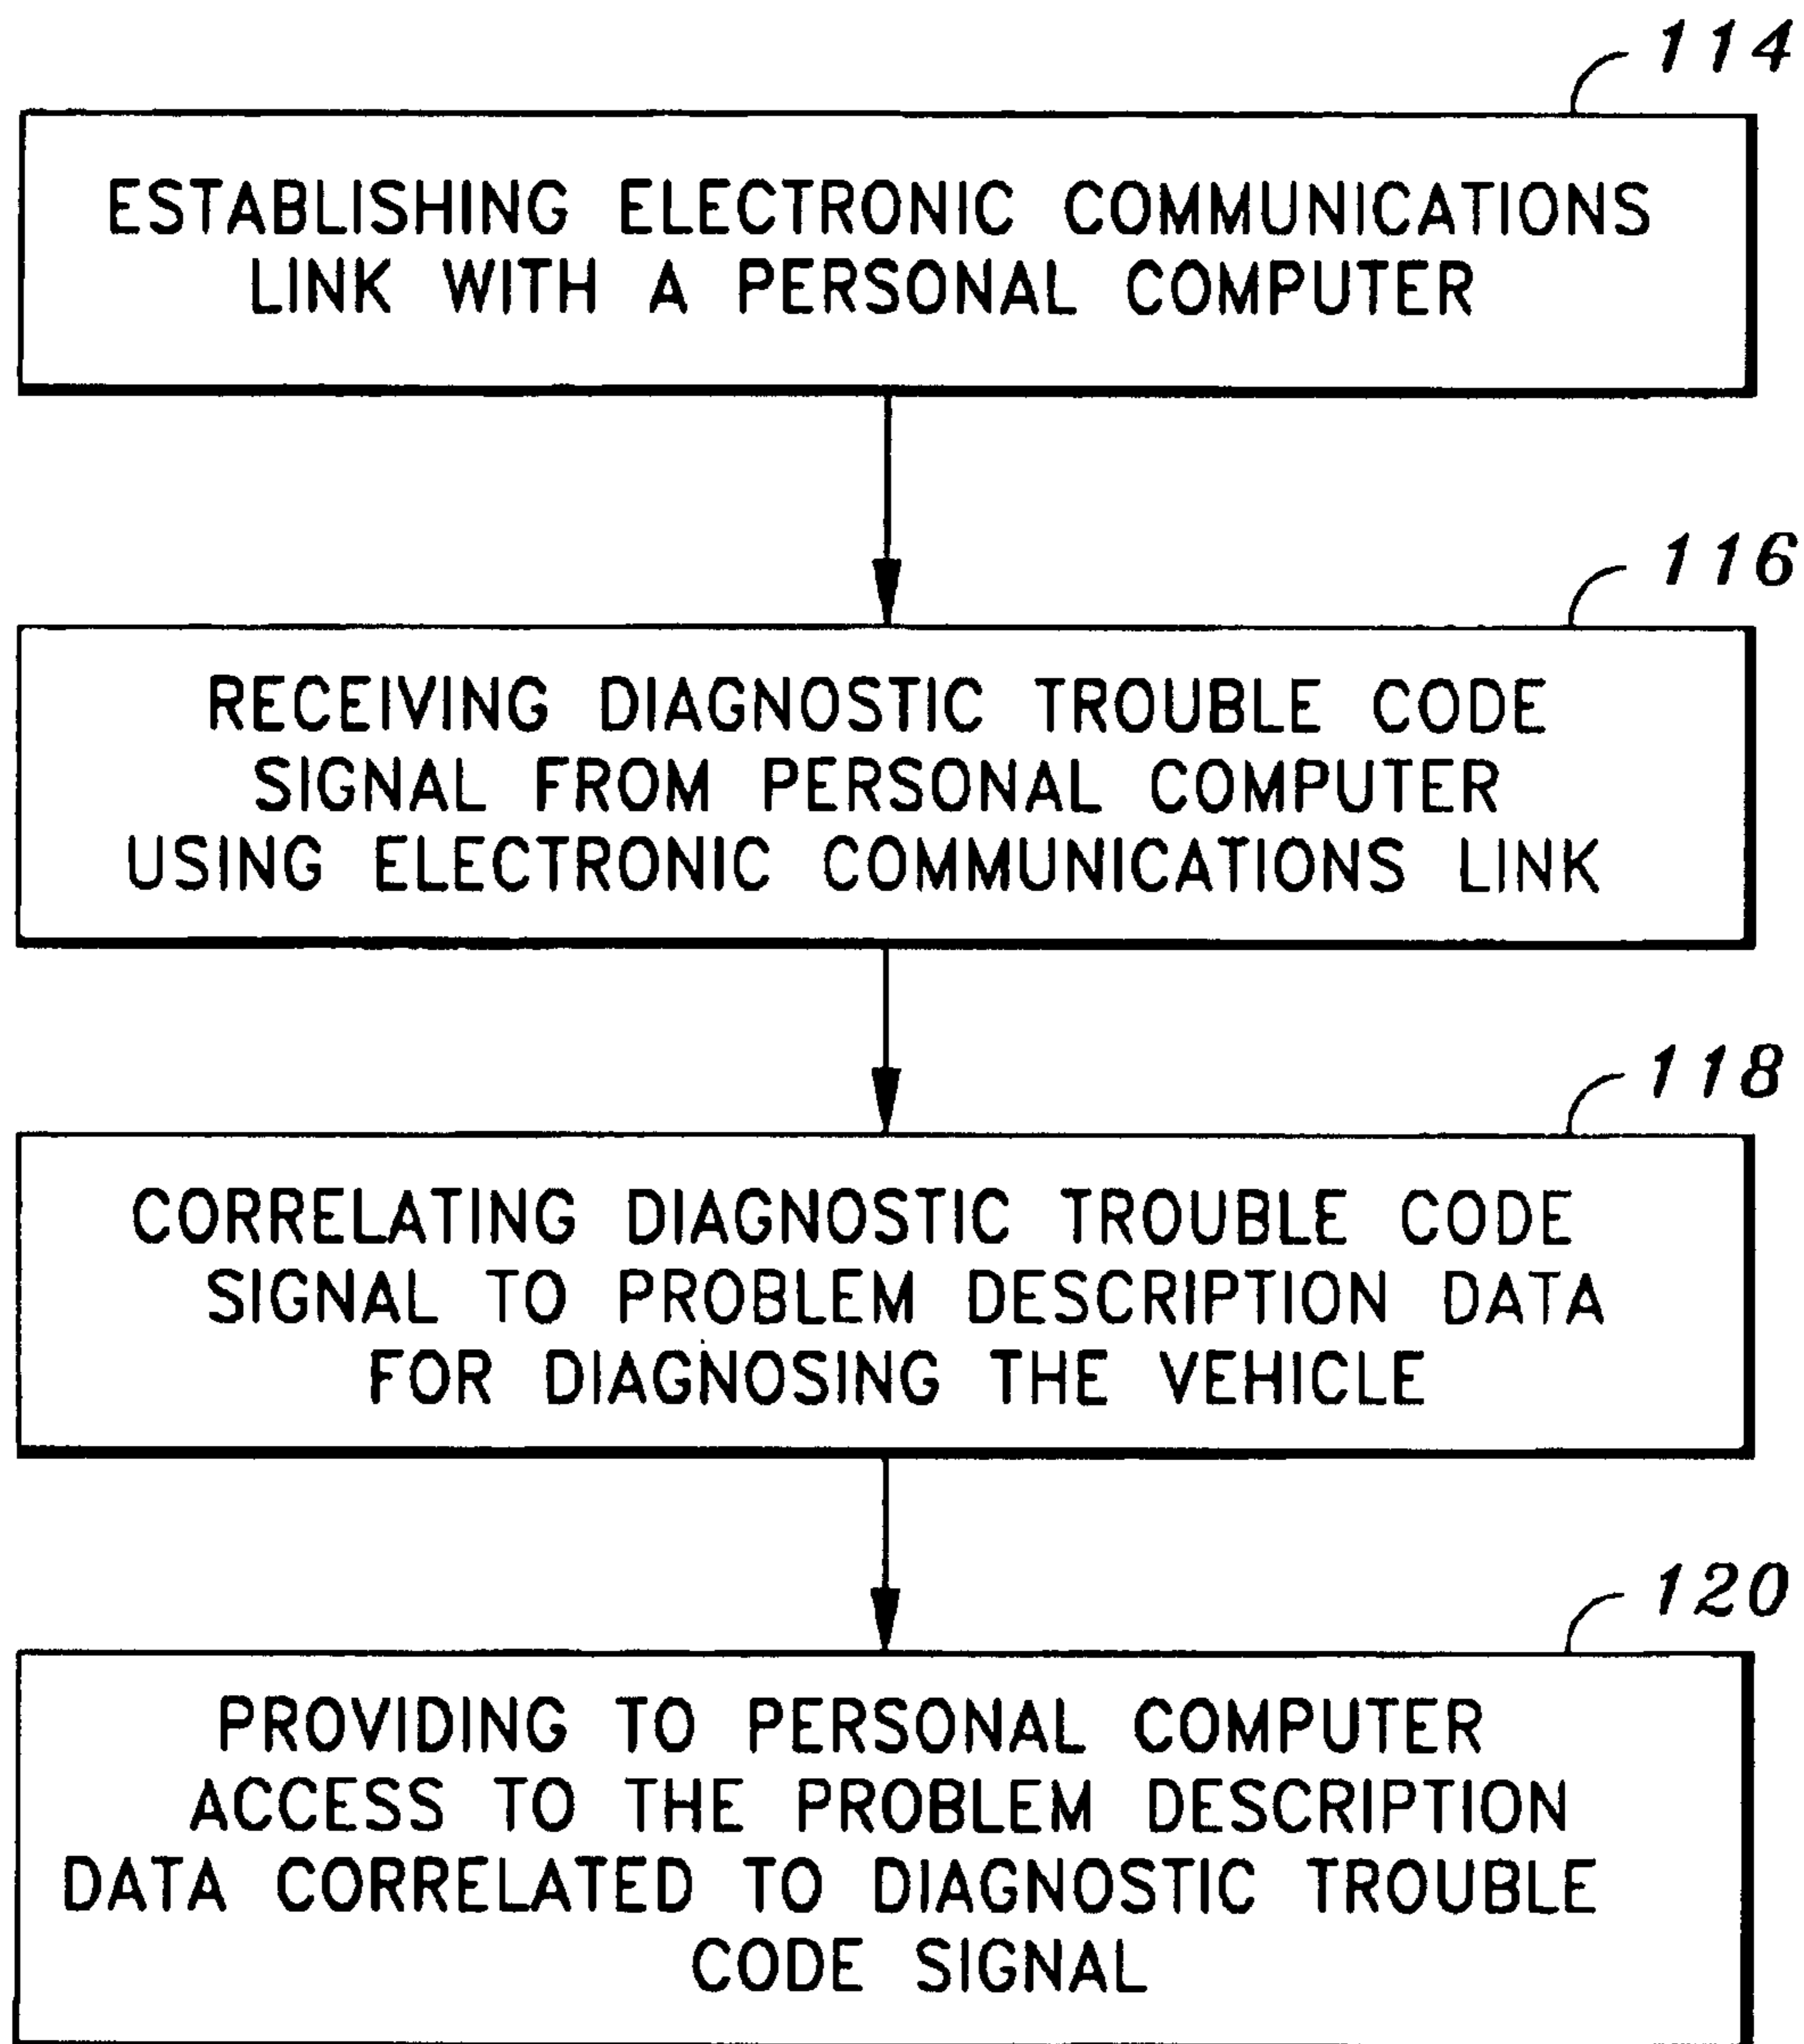 114
ESTABLISHING ELECTRONIC COMMUNICATIONS
LINK WITH A PERSONAL COMPUTER
116
RECEIVING DIAGNOSTIC TROUBLE CODE
SIGNAL FROM PERSONAL COMPUTER
USING ELECTRONIC COMMUNICATIONS LINK
118
CORRELATING DIAGNOSTIC TROUBLE CODE
SIGNAL TO PROBLEM DESCRIPTION DATA
FOR DIAGNOSING THE VEHICLE
120
PROVIDING TO PERSONAL COMPUTER
ACCESS TO THE PROBLEM DESCRIPTION
DATA CORRELATED TO DIAGNOSTIC TROUBLE
CODE SIGNAL